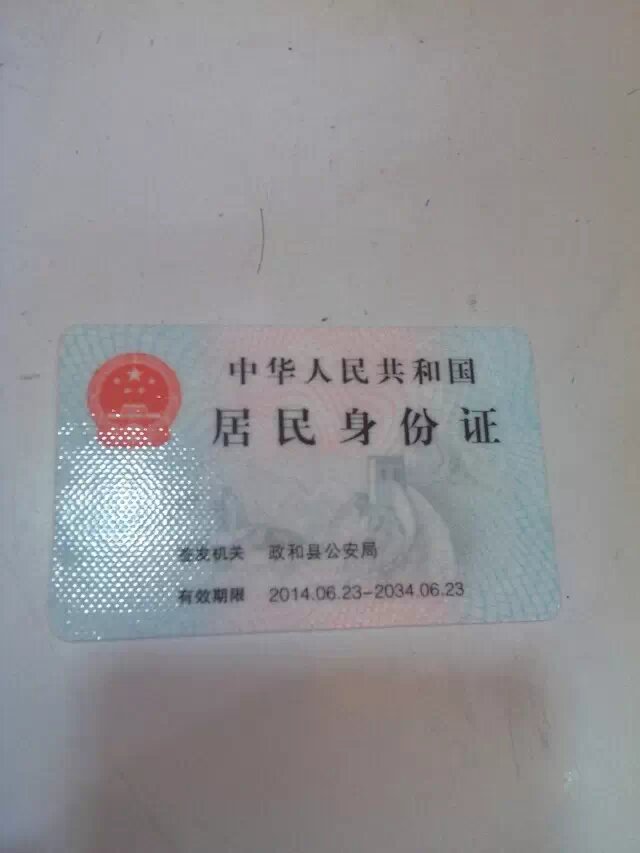 中华人民共和国
居民身份证
签发机关 政和县公安局
有效期限 2014.06.23-2034.06.23